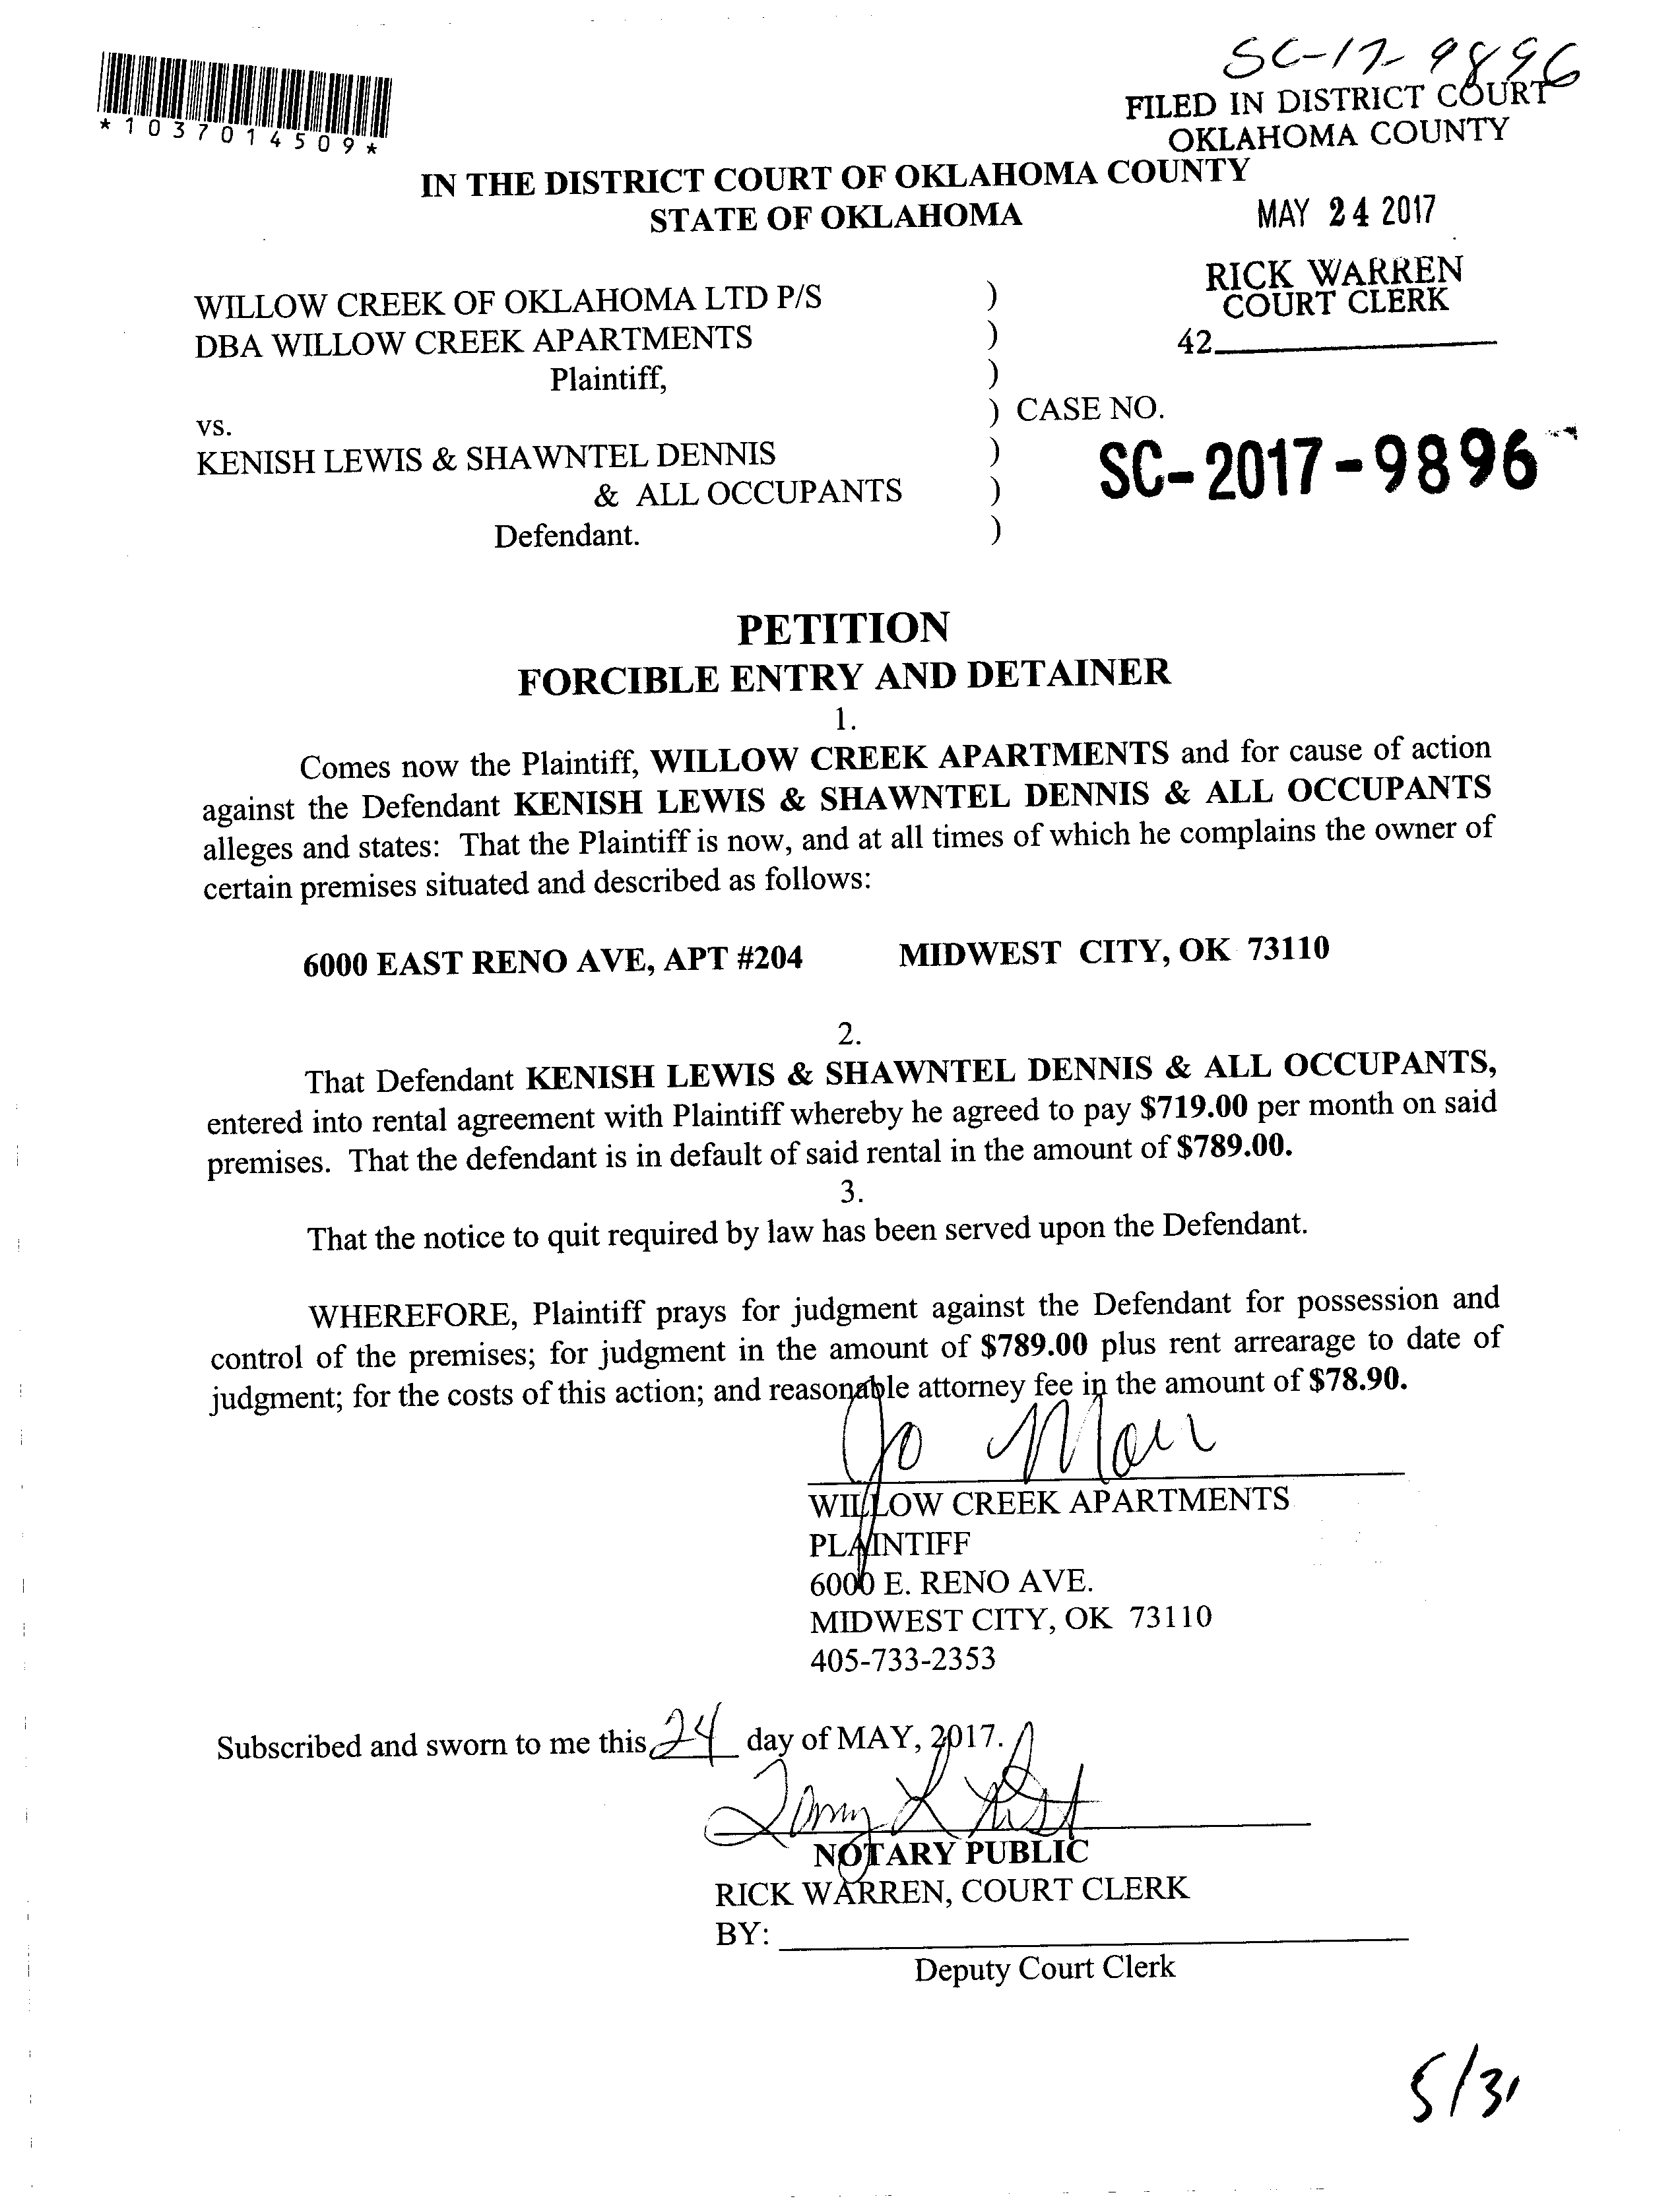 SC-17-9896
*1037014509*
FILED IN DISTRICT COURT
OKLAHOMA COUNTY
IN THE DISTRICT COURT OF OKLAHOMA COUNTY
STATE OF OKLAHOMA
MAY 24 2017
RICK WARREN
COURT CLERK
42
WILLOW CREEK OF OKLAHOMA LTD P/S )
DBA WILLOW CREEK APARTMENTS )
Plaintiff, )
vs. ) CASE NO.
KENISH LEWIS & SHAWNTEL DENNIS )
SC-2017-9896
& ALL OCCUPANTS )
Defendant. )
PETITION
FORCIBLE ENTRY AND DETAINER
1.
Comes now the Plaintiff, WILLOW CREEK APARTMENTS and for cause of action
against the Defendant KENISH LEWIS & SHAWNTEL DENNIS & ALL OCCUPANTS
alleges and states: That the Plaintiff is now, and at all times of which he complains the owner of
certain premises situated and described as follows:
6000 EAST RENO AVE, APT #204 MIDWEST CITY, OK 73110
2.
That Defendant KENISH LEWIS & SHAWNTEL DENNIS & ALL OCCUPANTS,
entered into rental agreement with Plaintiff whereby he agreed to pay $719.00 per month on said
premises. That the defendant is in default of said rental in the amount of $789.00.
3.
That the notice to quit required by law has been served upon the Defendant.
WHEREFORE, Plaintiff prays for judgment against the Defendant for possession and
control of the premises; for judgment in the amount of $789.00 plus rent arrearage to date of
judgment; for the costs of this action; and reasonable attorney fee in the amount of $78.90.
Jo
WILLOW CREEK APARTMENTS
PLAINTIFF
6000 E. RENO AVE.
MIDWEST CITY, OK 73110
405-733-2353
Subscribed and sworn to me this 24 day of MAY, 2017.
NOTARY PUBLIC
RICK WARREN, COURT CLERK
BY:
Deputy Court Clerk
5/31